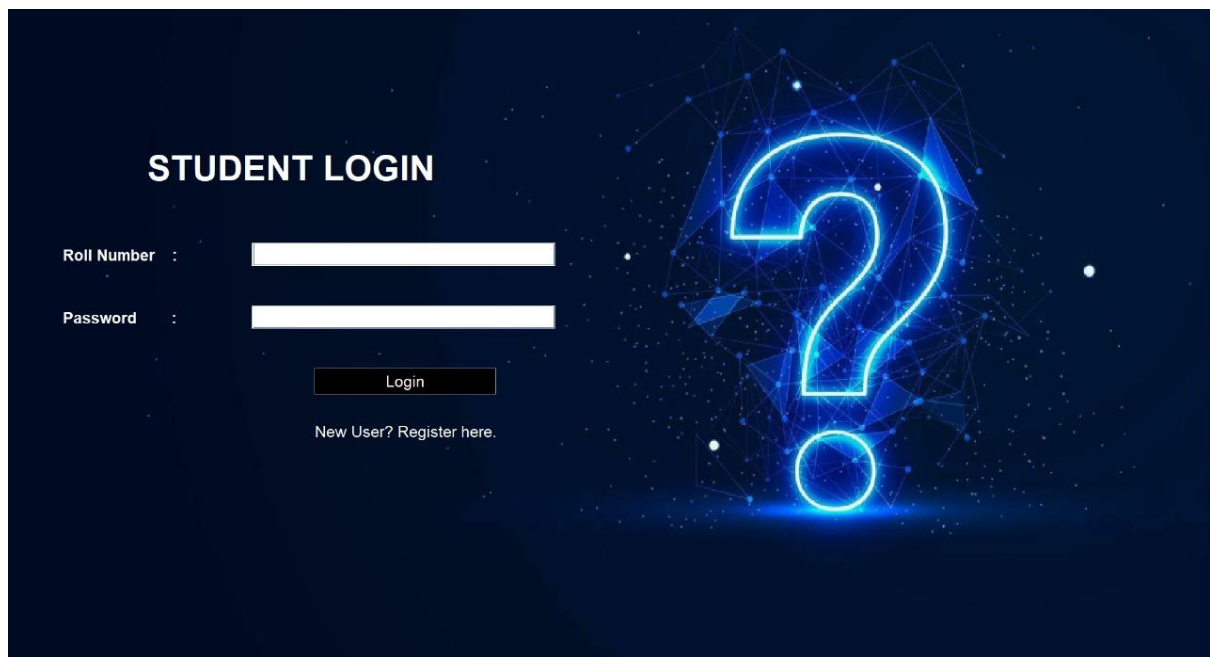 STUDENT LOGIN
Roll Number :
Password :
Login
New User? Register here.